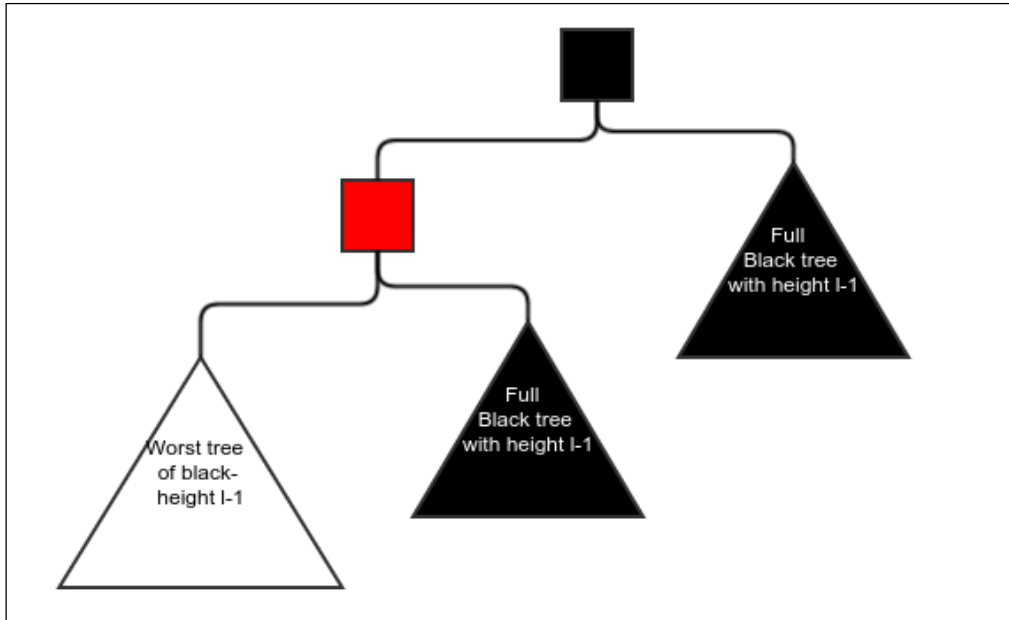 Full
Black tree
with height l-1
Full
Black tree
with height l-1
Worst tree
of black-
height l-1